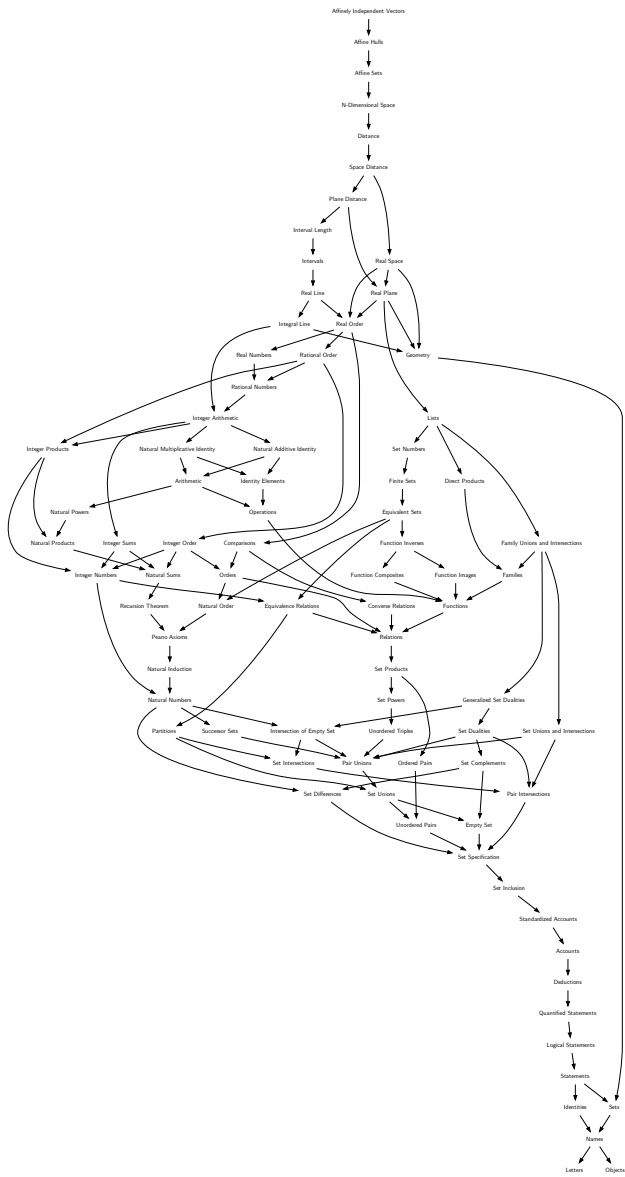 Affinely Independent Vectors
Affine Hulls
Affine Sets
N-Dimensional Space
Distance
Space Distance
Plane Distance
Interval Length
Intervals
Real Space
Real Line
Real Plane
Integral Line
Real Order
Real Numbers
Rational Order
Geometry
Rational Numbers
Integer Arithmetic
Lists
Integer Products
Natural Multiplicative Identity
Natural Additive Identity
Set Numbers
Arithmetic
Identity Elements
Finite Sets
Direct Products
Natural Powers
Operations
Equivalent Sets
Natural Products
Integer Sums
Integer Order
Comparisons
Function Inverses
Family Unions and Intersections
Integer Numbers
Natural Sums
Orders
Function Composites
Function Images
Families
Recursion Theorem
Natural Order
Equivalence Relations
Converse Relations
Functions
Peano Axioms
Relations
Natural Induction
Set Products
Natural Numbers
Set Powers
Generalized Set Dualities
Partitions
Successor Sets
Intersection of Empty Set
Unordered Triples
Set Dualities
Set Unions and Intersections
Set Intersections
Pair Unions
Ordered Pairs
Set Complements
Set Differences
Set Unions
Pair Intersections
Unordered Pairs
Empty Set
Set Specification
Set Inclusion
Standardized Accounts
Accounts
Deductions
Quantified Statements
Logical Statements
Statements
Identities
Sets
Names
Letters
Objects